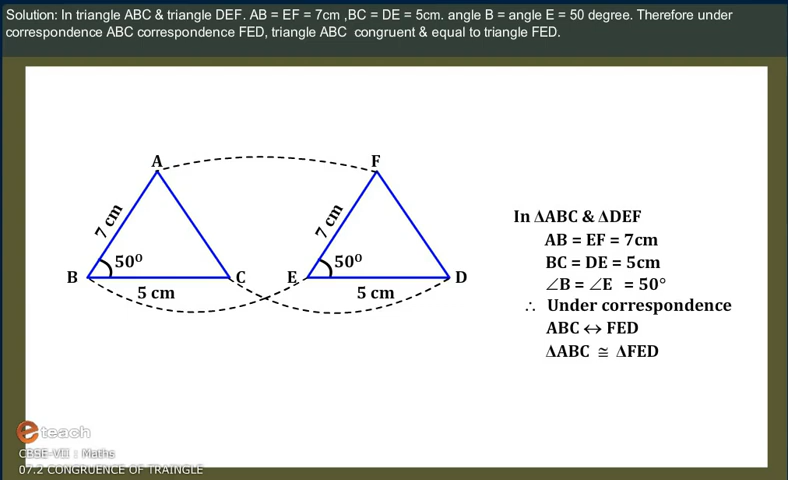 Solution: In triangle ABC & triangle DEF. AB = EF = 7cm ,BC = DE = 5cm. angle B = angle E = 50 degree. Therefore under
correspondence ABC correspondence FED, triangle ABC  congruent & equal to triangle FED.
A
F
7 cm
7 cm
50⁰
50⁰
B
C
E
D
5 cm
5 cm
In ΔABC & ΔDEF
AB = EF = 7cm
BC = DE = 5cm
∠B = ∠E = 50°
∴ Under correspondence
ABC ↔ FED
ΔABC ≅ ΔFED
e teach
CBSE-VII : Maths
07.2 CONGRUENCE OF TRAINGLE